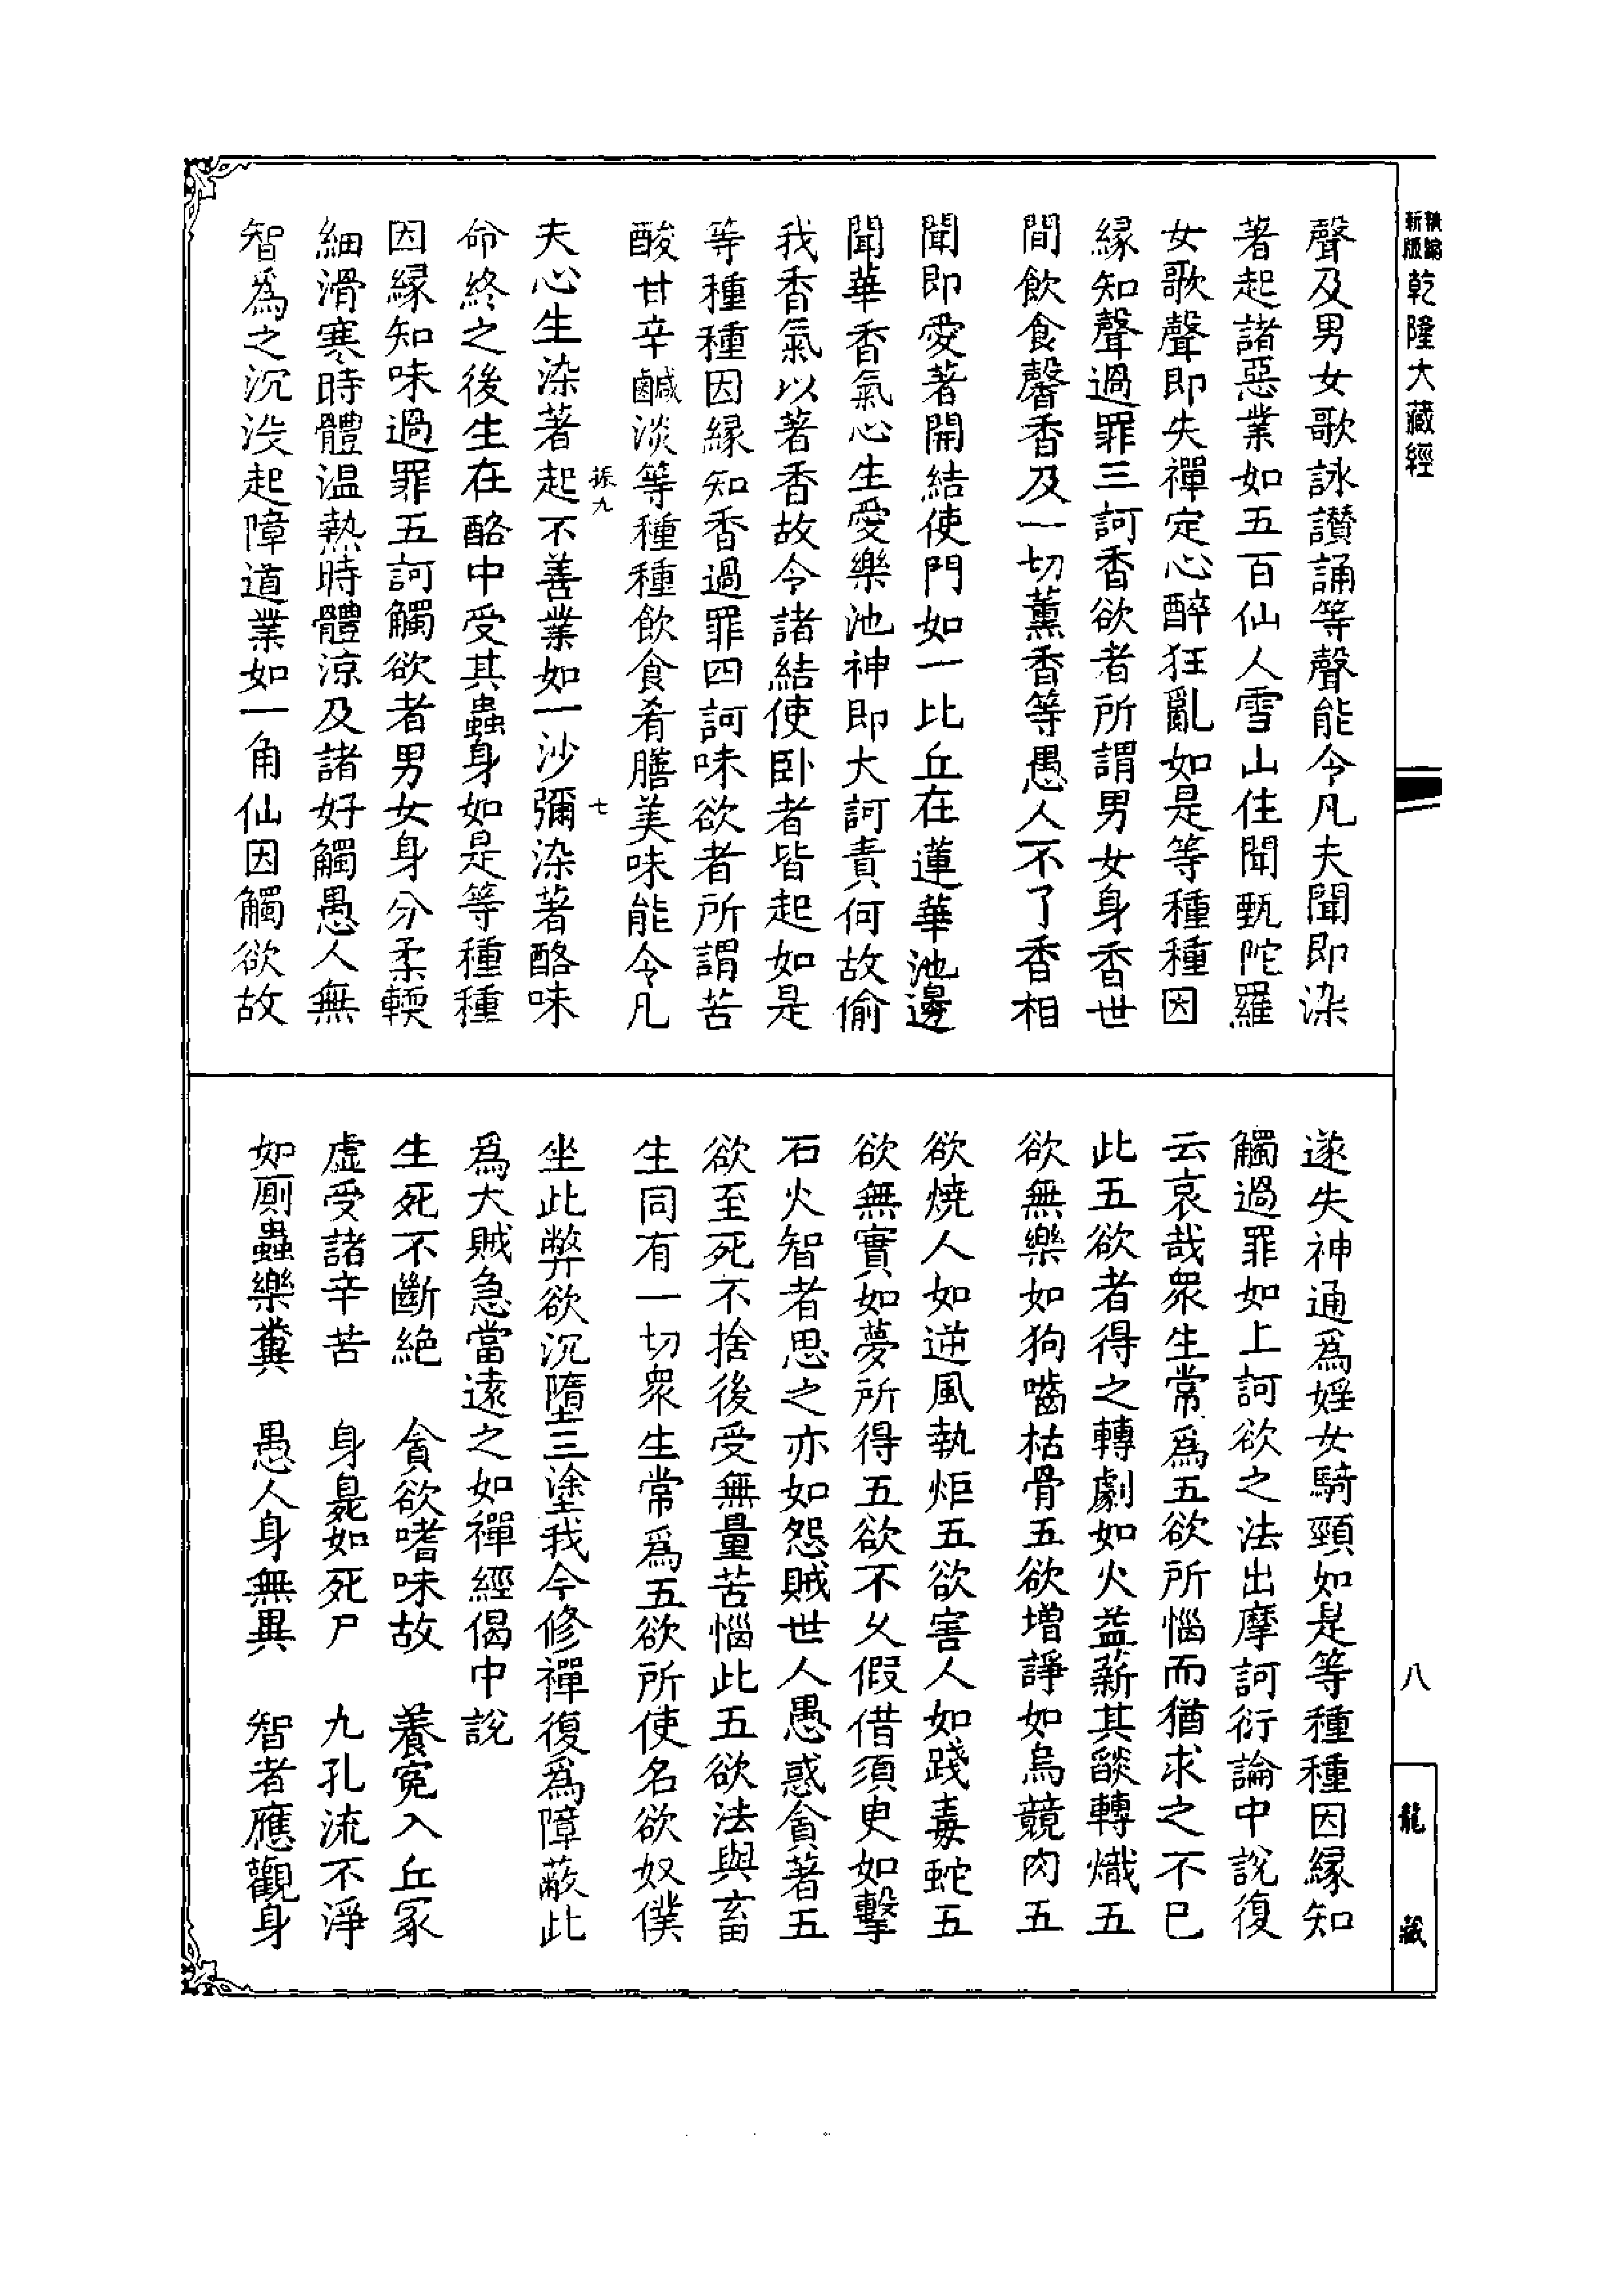 新版精縮乾隆大藏經
聲及男女歌詠讚誦等聲能令凡夫聞即染
著起諸惡業如五百仙人雪山住聞甄陀羅
女歌聲即失禪定心醉狂亂如是等種種因
緣知聲過罪三訶香欲者所謂男女身香世
間飲食馨香及一切薰香等愚人不了香相
聞即愛著開結使門如一比丘在蓮華池邊
聞華香氣心生愛樂池神即大訶責何故偷
我香氣以著香故令諸結使卧者皆起如是
等種種因緣知香過罪四訶味欲者所謂苦
酸甘辛鹹淡等種種飲食肴膳美味能令凡
振九
七
夫心生染著起不善業如一沙彌染著酪味
命終之後生在酪中受其蟲身如是等種種
因緣知味過罪五訶觸欲者男女身分柔輭
細滑寒時體溫熱時體涼及諸好觸愚人無
智為之沉沒起障道業如一角仙因觸欲故
遂失神通為婬女騎頸如是等種種因緣知
觸過罪如上訶欲之法出摩訶衍論中說復
云哀哉眾生常為五欲所惱而猶求之不已
此五欲者得之轉劇如火益薪其燄轉熾五
欲無樂如狗嚙枯骨五欲增諍如烏競肉五
欲燒人如逆風執炬五欲害人如踐毒蛇五
欲無實如夢所得五欲不久假借須臾如擊
石火智者思之亦如怨賊世人愚惑貪著五
欲至死不捨後受無量苦惱此五欲法與畜
生同有一切眾生常為五欲所使名欲奴僕
坐此弊欲沉墮三塗我今修禪復為障蔽此
為大賊急當遠之如禪經偈中說
生死不斷絕　貪欲嗜味故　養冤入丘冢
虛受諸辛苦　身臭如死尸　九孔流不淨
如廁蟲樂糞　愚人身無異　智者應觀身
八
龍藏